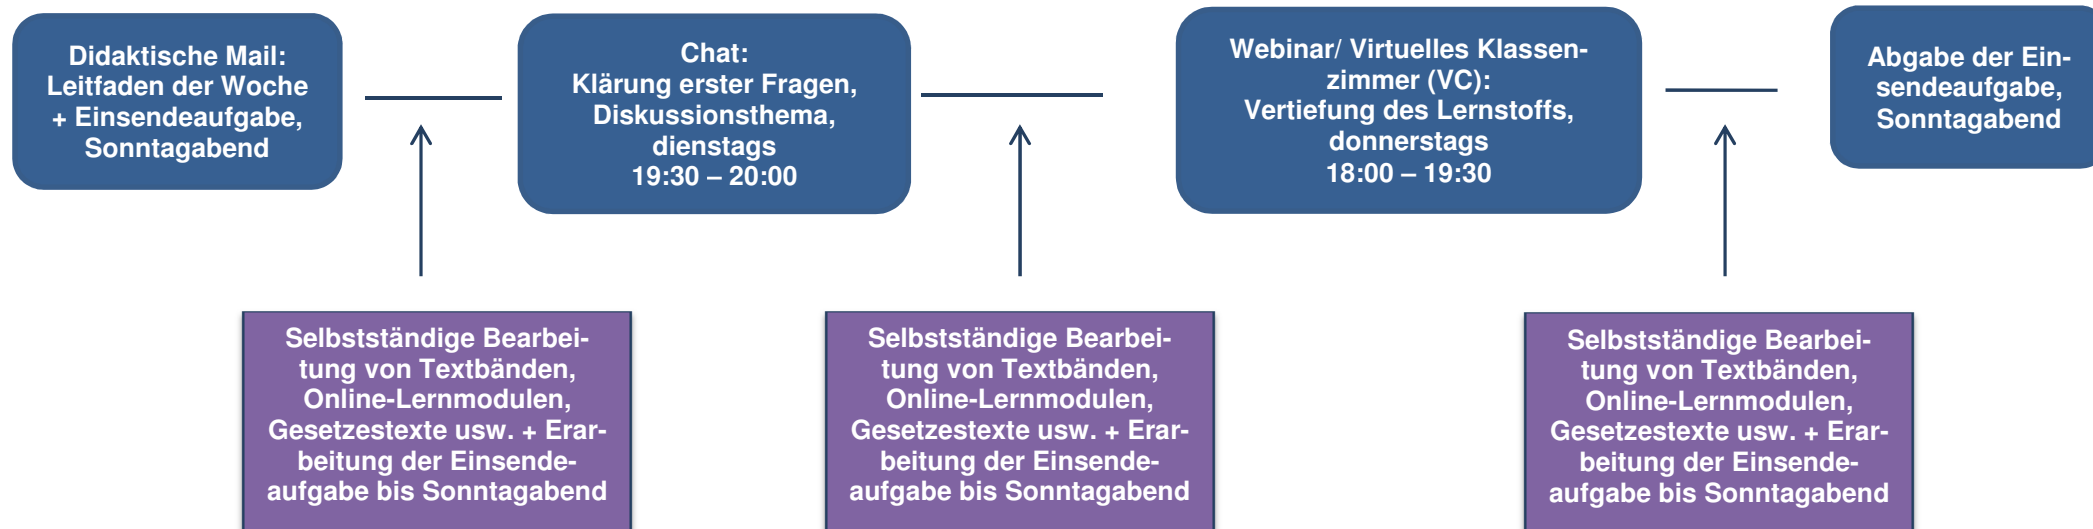 Didaktische Mail:
Leitfaden der Woche
+ Einsendeaufgabe,
Sonntagabend
Chat:
Klärung erster Fragen,
Diskussionsthema,
dienstags
19:30 – 20:00
Webinar/ Virtuelles Klassen-
zimmer (VC):
Vertiefung des Lernstoffs,
donnerstags
18:00 – 19:30
Abgabe der Ein-
sendeaufgabe,
Sonntagabend
Selbstständige Bearbei-
tung von Textbänden,
Online-Lernmodulen,
Gesetzestexte usw. + Erar-
beitung der Einsende-
aufgabe bis Sonntagabend
Selbstständige Bearbei-
tung von Textbänden,
Online-Lernmodulen,
Gesetzestexte usw. + Erar-
beitung der Einsende-
aufgabe bis Sonntagabend
Selbstständige Bearbei-
tung von Textbänden,
Online-Lernmodulen,
Gesetzestexte usw. + Erar-
beitung der Einsende-
aufgabe bis Sonntagabend